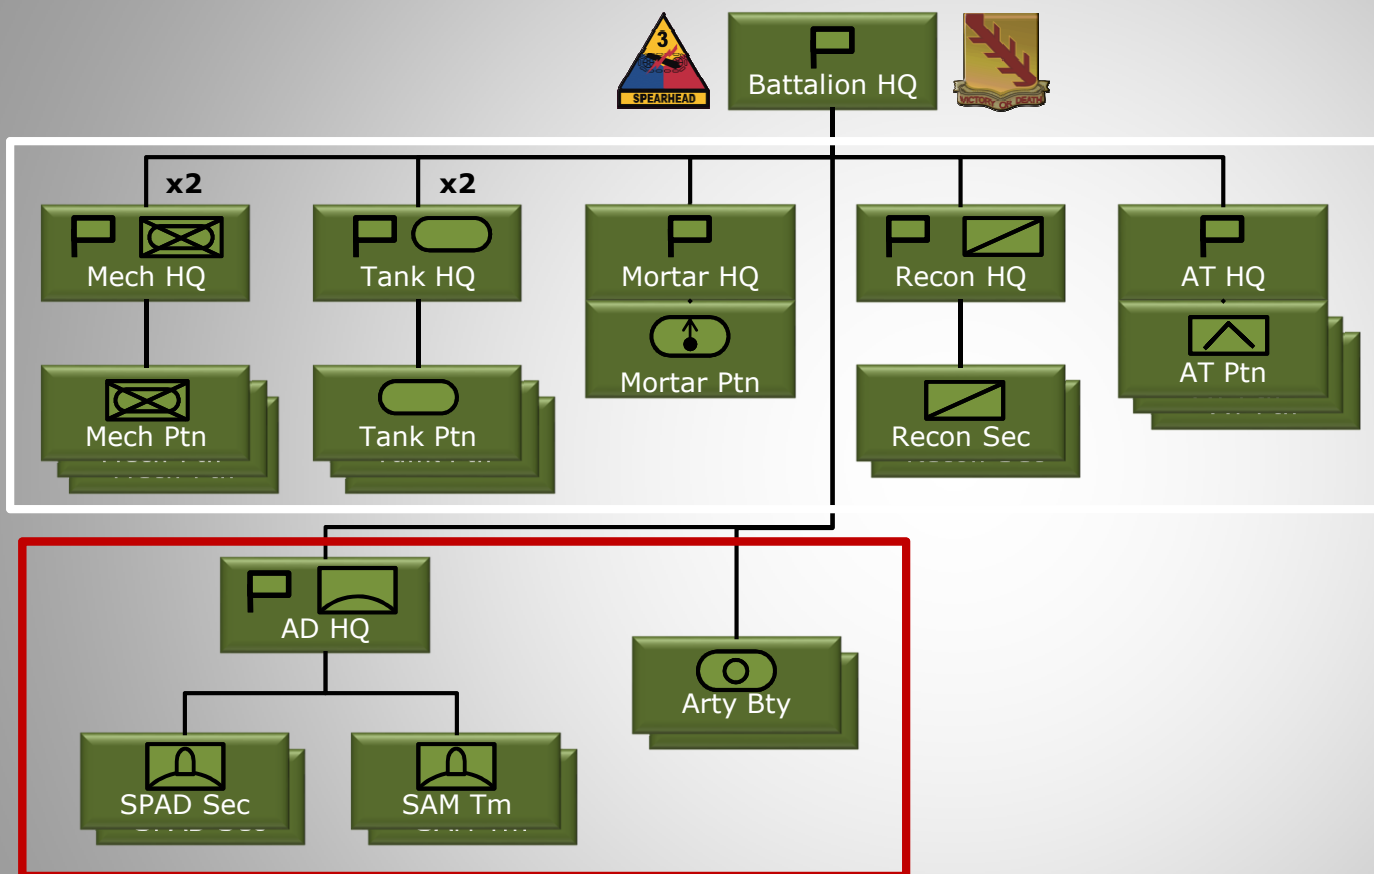 3
SPEARHEAD
Battalion HQ
VICTORY OR DEATH
x2
x2
Mech HQ
Tank HQ
Mortar HQ
Recon HQ
AT HQ
Mech Ptn
Tank Ptn
Mortar Ptn
Recon Sec
AT Ptn
AD HQ
Arty Bty
SPAD Sec
SAM Tm